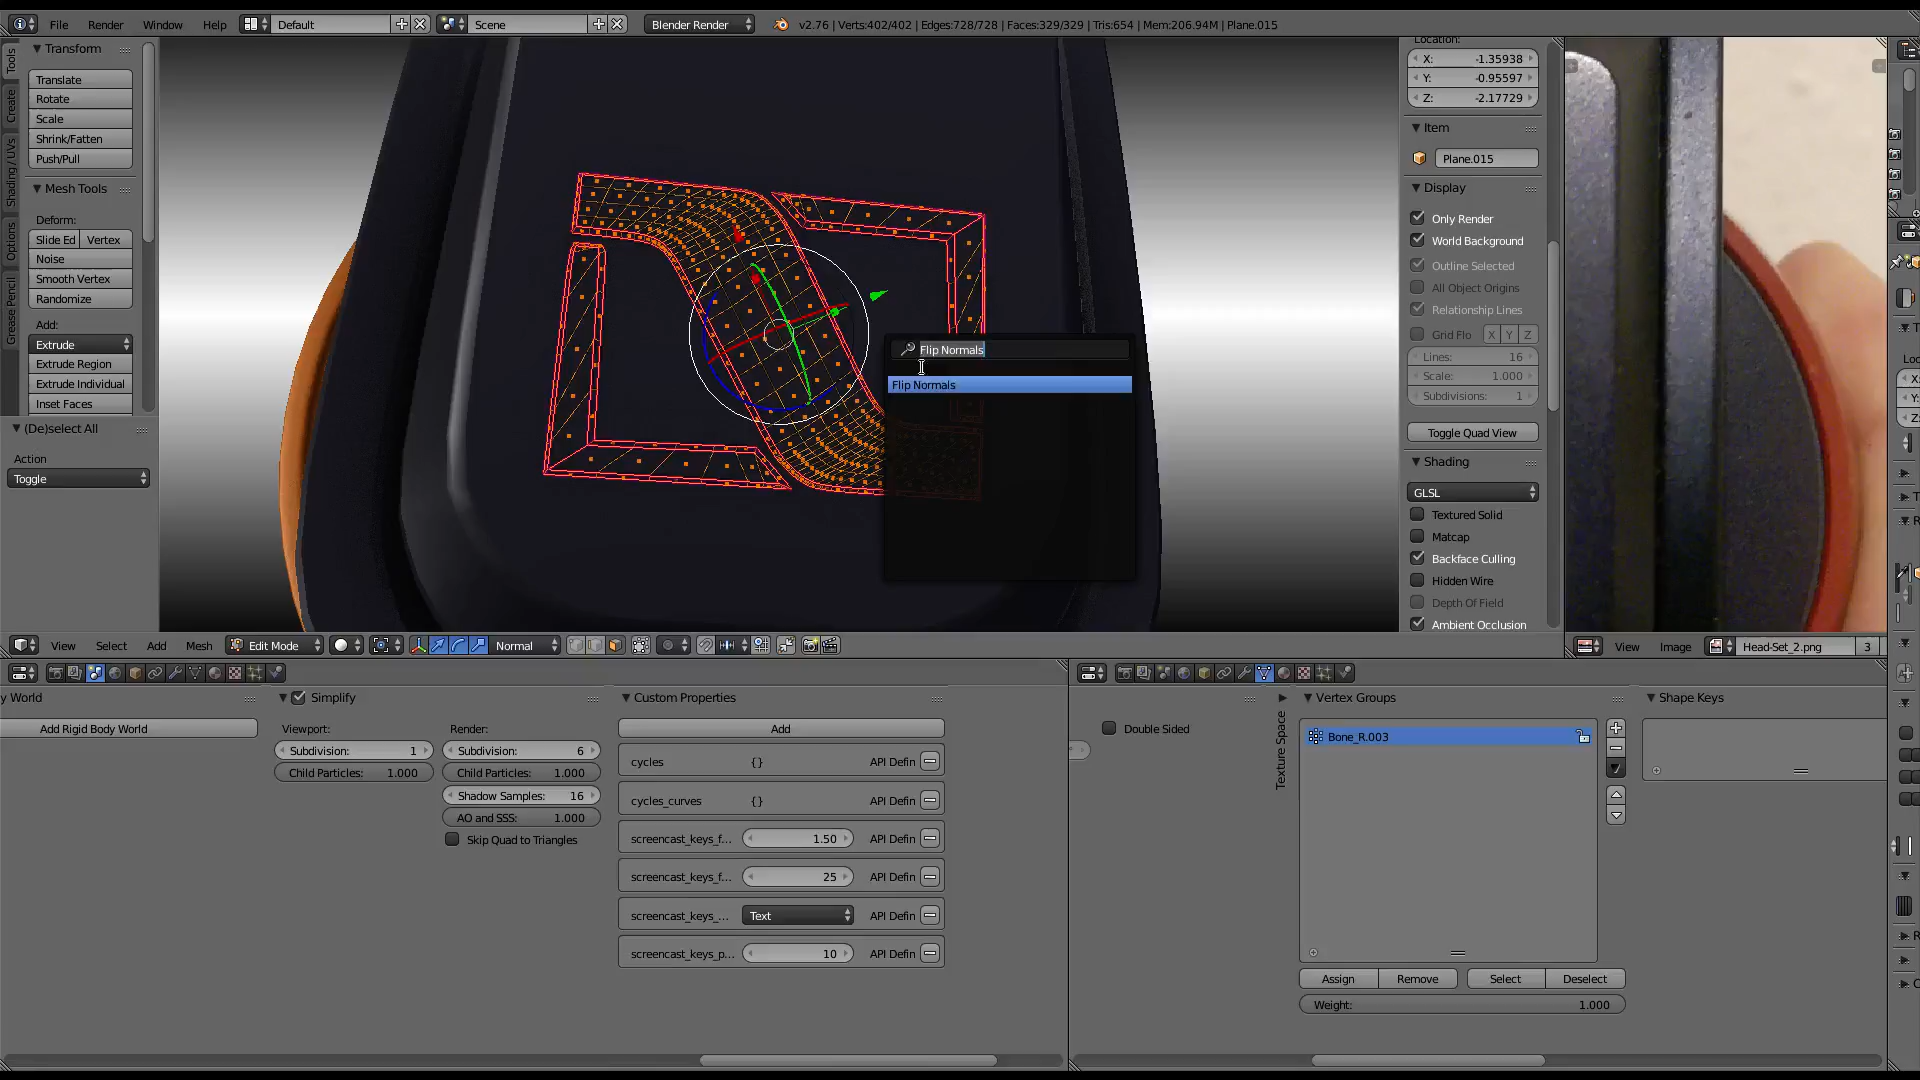 File Render Window Help Default Scene Blender Render v2.76 | Verts:402/402 | Edges:728/728 | Faces:329/329 | Tris:654 | Mem:206.94M | Plane.015
Tools
Create
Shading / UVs
Options
Grease Pencil
Transform
Translate
Rotate
Scale
Shrink/Fatten
Push/Pull
Mesh Tools
Deform:
Slide Ed Vertex
Noise
Smooth Vertex
Randomize
Add:
Extrude
Extrude Region
Extrude Individual
Inset Faces
(De)select All
Action
Toggle
Flip Normals
Flip Normals
Location:
X: -1.35938
Y: -0.95597
Z: -2.17729
Item
Plane.015
Display
Only Render
World Background
Outline Selected
All Object Origins
Relationship Lines
Grid Flo X Y Z
Lines: 16
Scale: 1.000
Subdivisions: 1
Toggle Quad View
Shading
GLSL
Textured Solid
Matcap
Backface Culling
Hidden Wire
Depth Of Field
Ambient Occlusion
View Select Add Mesh Edit Mode Normal
View Image Head-Set_2.png 3
y World
Add Rigid Body World
Simplify
Viewport:
Subdivision: 1
Child Particles: 1.000
Render:
Subdivision: 6
Child Particles: 1.000
Shadow Samples: 16
AO and SSS: 1.000
Skip Quad to Triangles
Custom Properties
Add
cycles {} API Defin
cycles_curves {} API Defin
screencast_keys_f... 1.50 API Defin
screencast_keys_f... 25 API Defin
screencast_keys_... Text API Defin
screencast_keys_p... 10 API Defin
Double Sided
Texture Space
Vertex Groups
Bone_R.003
Assign Remove Select Deselect
Weight: 1.000
Shape Keys